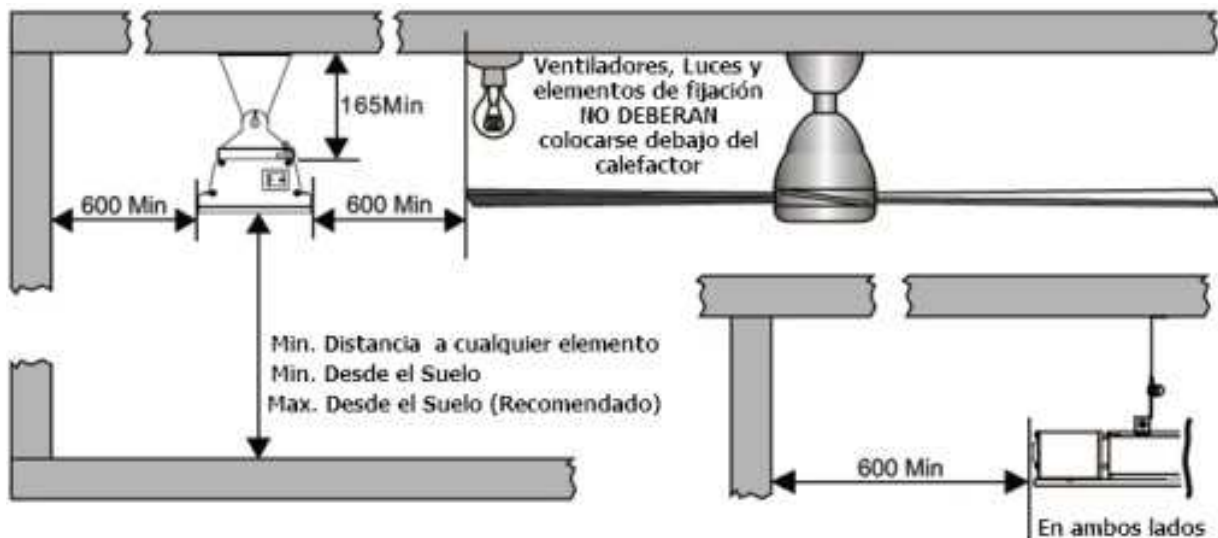 165Min
Ventiladores, Luces y
elementos de fijación
NO DEBERAN
colocarse debajo del
calefactor
600 Min
600 Min
Min. Distancia a cualquier elemento
Min. Desde el Suelo
Max. Desde el Suelo (Recomendado)
600 Min
En ambos lados